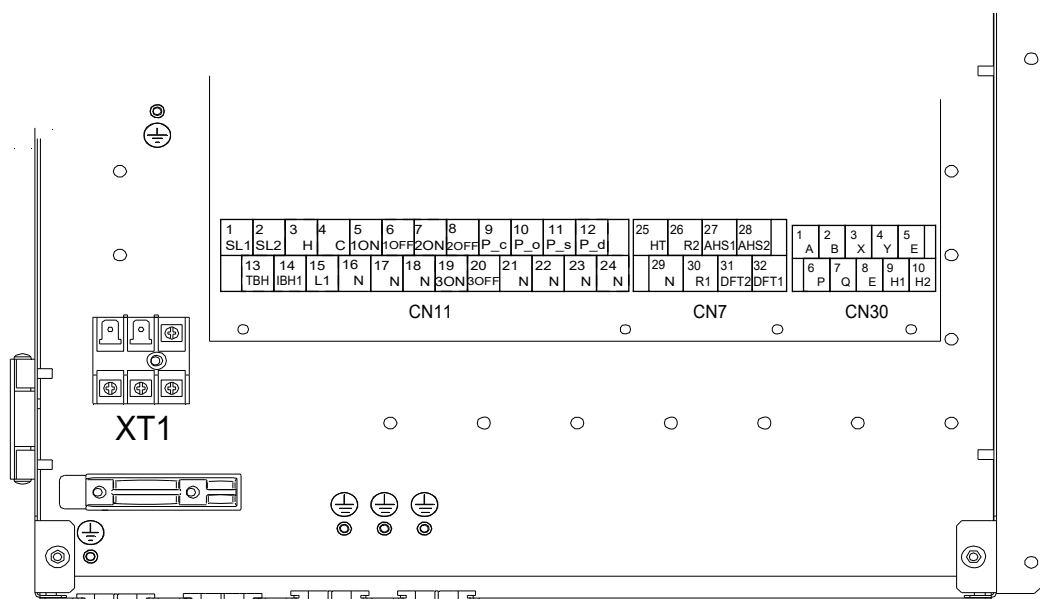 1 2 3 4 5 6 7 8 9 10 11 12
SL1 SL2 H C 1ON 1OFF 2ON 2OFF P_c P_o P_s P_d
13 14 15 16 17 18 19 20 21 22 23 24
TBH IBH1 L1 N N N 3ON 3OFF N N N N
CN11
25 26 27 28
HT R2 AHS1 AHS2
29 30 31 32
N R1 DFT2 DFT1
CN7
1 2 3 4 5
A B X Y E
6 7 8 9 10
P Q E H1 H2
CN30
XT1